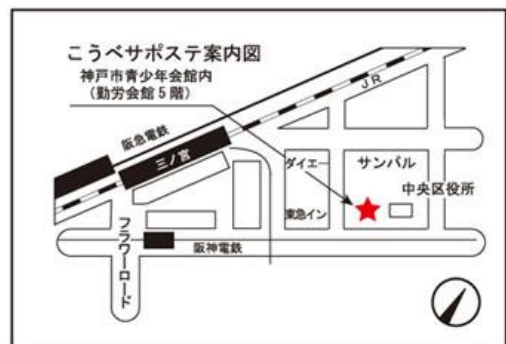 こうべサポステ案内図
神戸市青少年会館内
(勤労会館5階)
阪急電鉄
JR
三ノ宮
ダイエー
サンパル
中央区役所
東急イン
阪神電鉄
フラワーロード